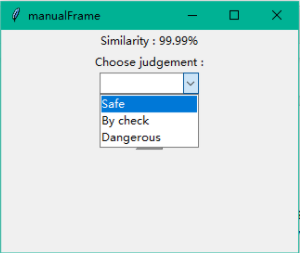 manualFrame
Similarity : 99.99%
Choose judgement :
Safe
By check
Dangerous